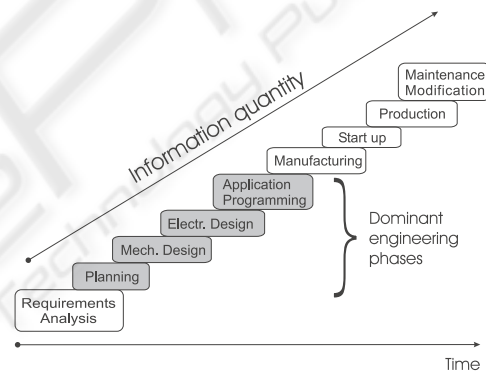 Maintenance
Modification
Production
Start up
Manufacturing
Application
Programming
Electr. Design
Mech. Design
Planning
Requirements
Analysis
Information quantity
Dominant
engineering
phases
Time